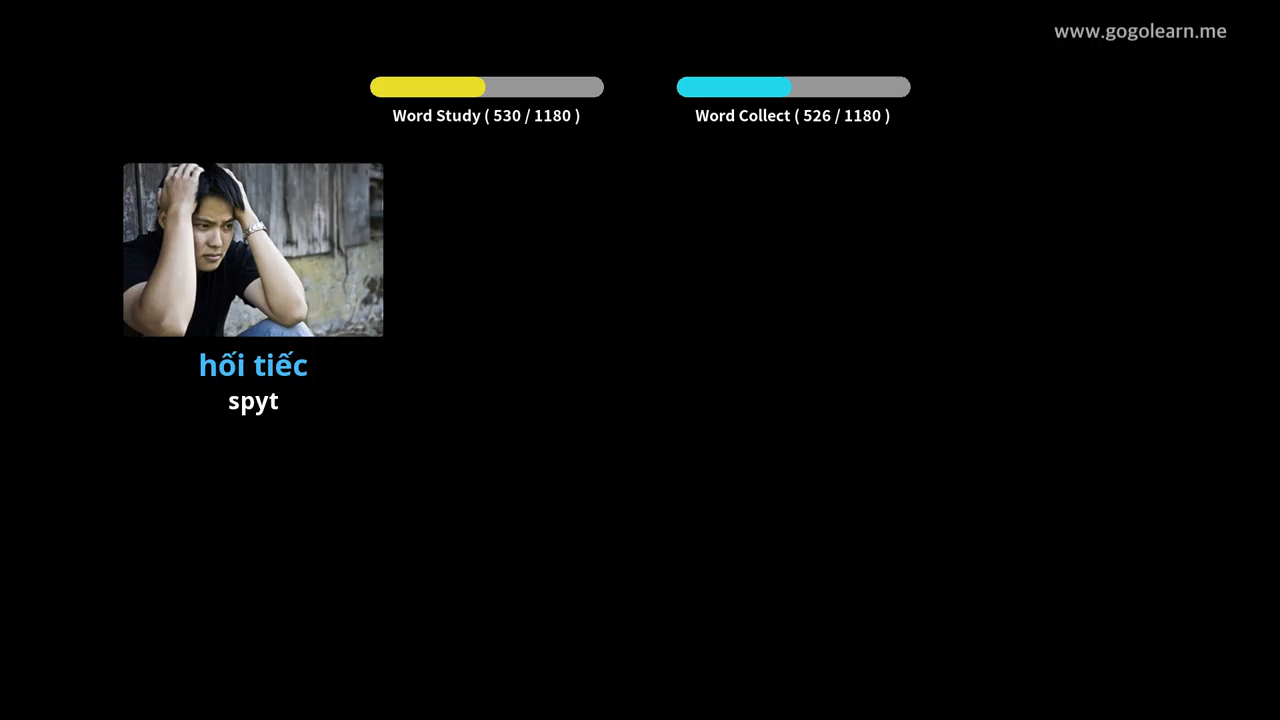 www.gogolearn.me
Word Study ( 530 / 1180 )
Word Collect ( 526 / 1180 )
hối tiếc
spyt